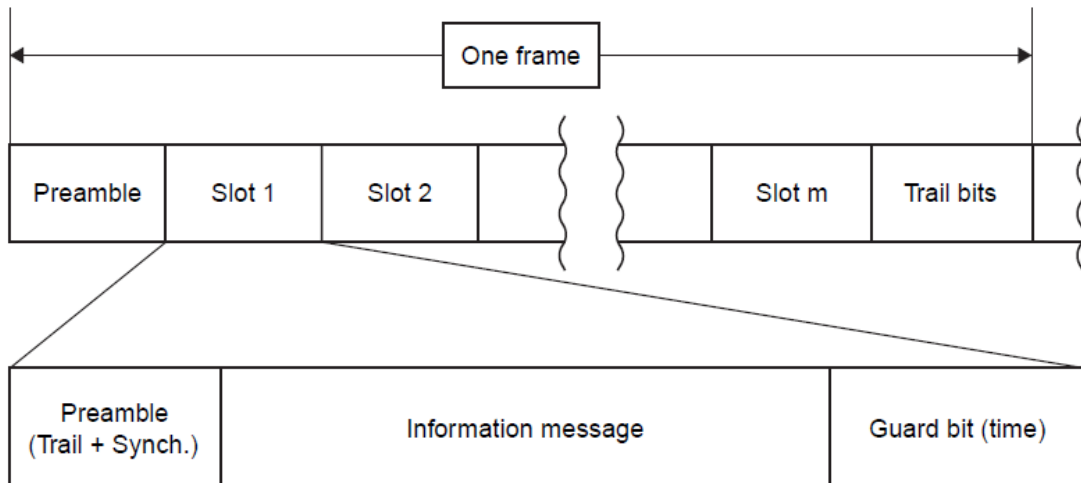 One frame
Preamble
Slot 1
Slot 2
Slot m
Trail bits
Preamble
(Trail + Synch.)
Information message
Guard bit (time)